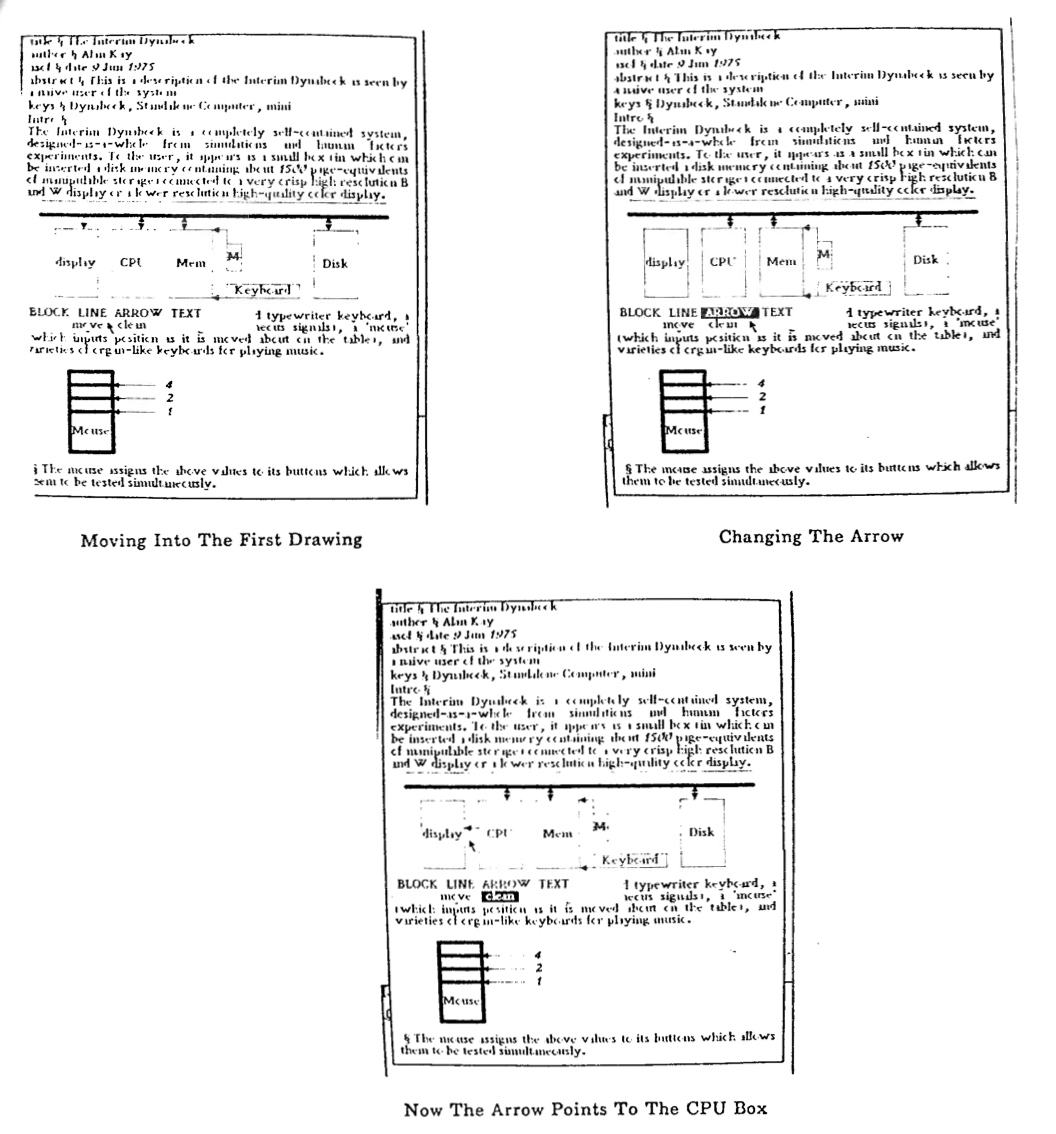 title § The Interim Dynabook
author § Alan Kay
§ date 9 Jun 1975
abstract § This is a description of the Interim Dynabook as seen by
a naive user of the system
keys § Dynabook, Standalone Computer, mini
Intro §
The Interim Dynabook is a completely self-contained system,
designed-as-a-whole from simulations and human factors
experiments. To the user, it appears as a small box (in which can
be inserted a disk memory containing about 1500 page-equivalents
of manipulable storage) connected to a very crisp high resolution B
and W display or a lower resolution high-quality color display.
display CPU Mem M Disk
Keyboard
BLOCK LINE ARROW TEXT typewriter keyboard, a
move clean signals), a 'mouse'
which inputs position as it is moved about on the table), and
varieties of organ-like keyboards for playing music.
4
2
1
Mouse
§ The mouse assigns the above values to its buttons which allows
them to be tested simultaneously.
Moving Into The First Drawing
title § The Interim Dynabook
author § Alan Kay
§ date 9 Jun 1975
abstract § This is a description of the Interim Dynabook as seen by
a naive user of the system
keys § Dynabook, Standalone Computer, mini
Intro §
The Interim Dynabook is a completely self-contained system,
designed-as-a-whole from simulations and human factors
experiments. To the user, it appears as a small box (in which can
be inserted a disk memory containing about 1500 page-equivalents
of manipulable storage) connected to a very crisp high resolution B
and W display or a lower resolution high-quality color display.
display CPU Mem M Disk
Keyboard
BLOCK LINE ARROW TEXT typewriter keyboard, a
move clean signals), a 'mouse'
(which inputs position as it is moved about on the table), and
varieties of organ-like keyboards for playing music.
4
2
1
Mouse
§ The mouse assigns the above values to its buttons which allows
them to be tested simultaneously.
Changing The Arrow
title § The Interim Dynabook
author § Alan Kay
§ date 9 Jun 1975
abstract § This is a description of the Interim Dynabook as seen by
a naive user of the system
keys § Dynabook, Standalone Computer, mini
Intro §
The Interim Dynabook is a completely self-contained system,
designed-as-a-whole from simulations and human factors
experiments. To the user, it appears as a small box (in which can
be inserted a disk memory containing about 1500 page-equivalents
of manipulable storage) connected to a very crisp high resolution B
and W display or a lower resolution high-quality color display.
display CPU Mem M Disk
Keyboard
BLOCK LINE ARROW TEXT typewriter keyboard, a
move clean signals), a 'mouse'
(which inputs position as it is moved about on the table), and
varieties of organ-like keyboards for playing music.
4
2
1
Mouse
§ The mouse assigns the above values to its buttons which allows
them to be tested simultaneously.
Now The Arrow Points To The CPU Box